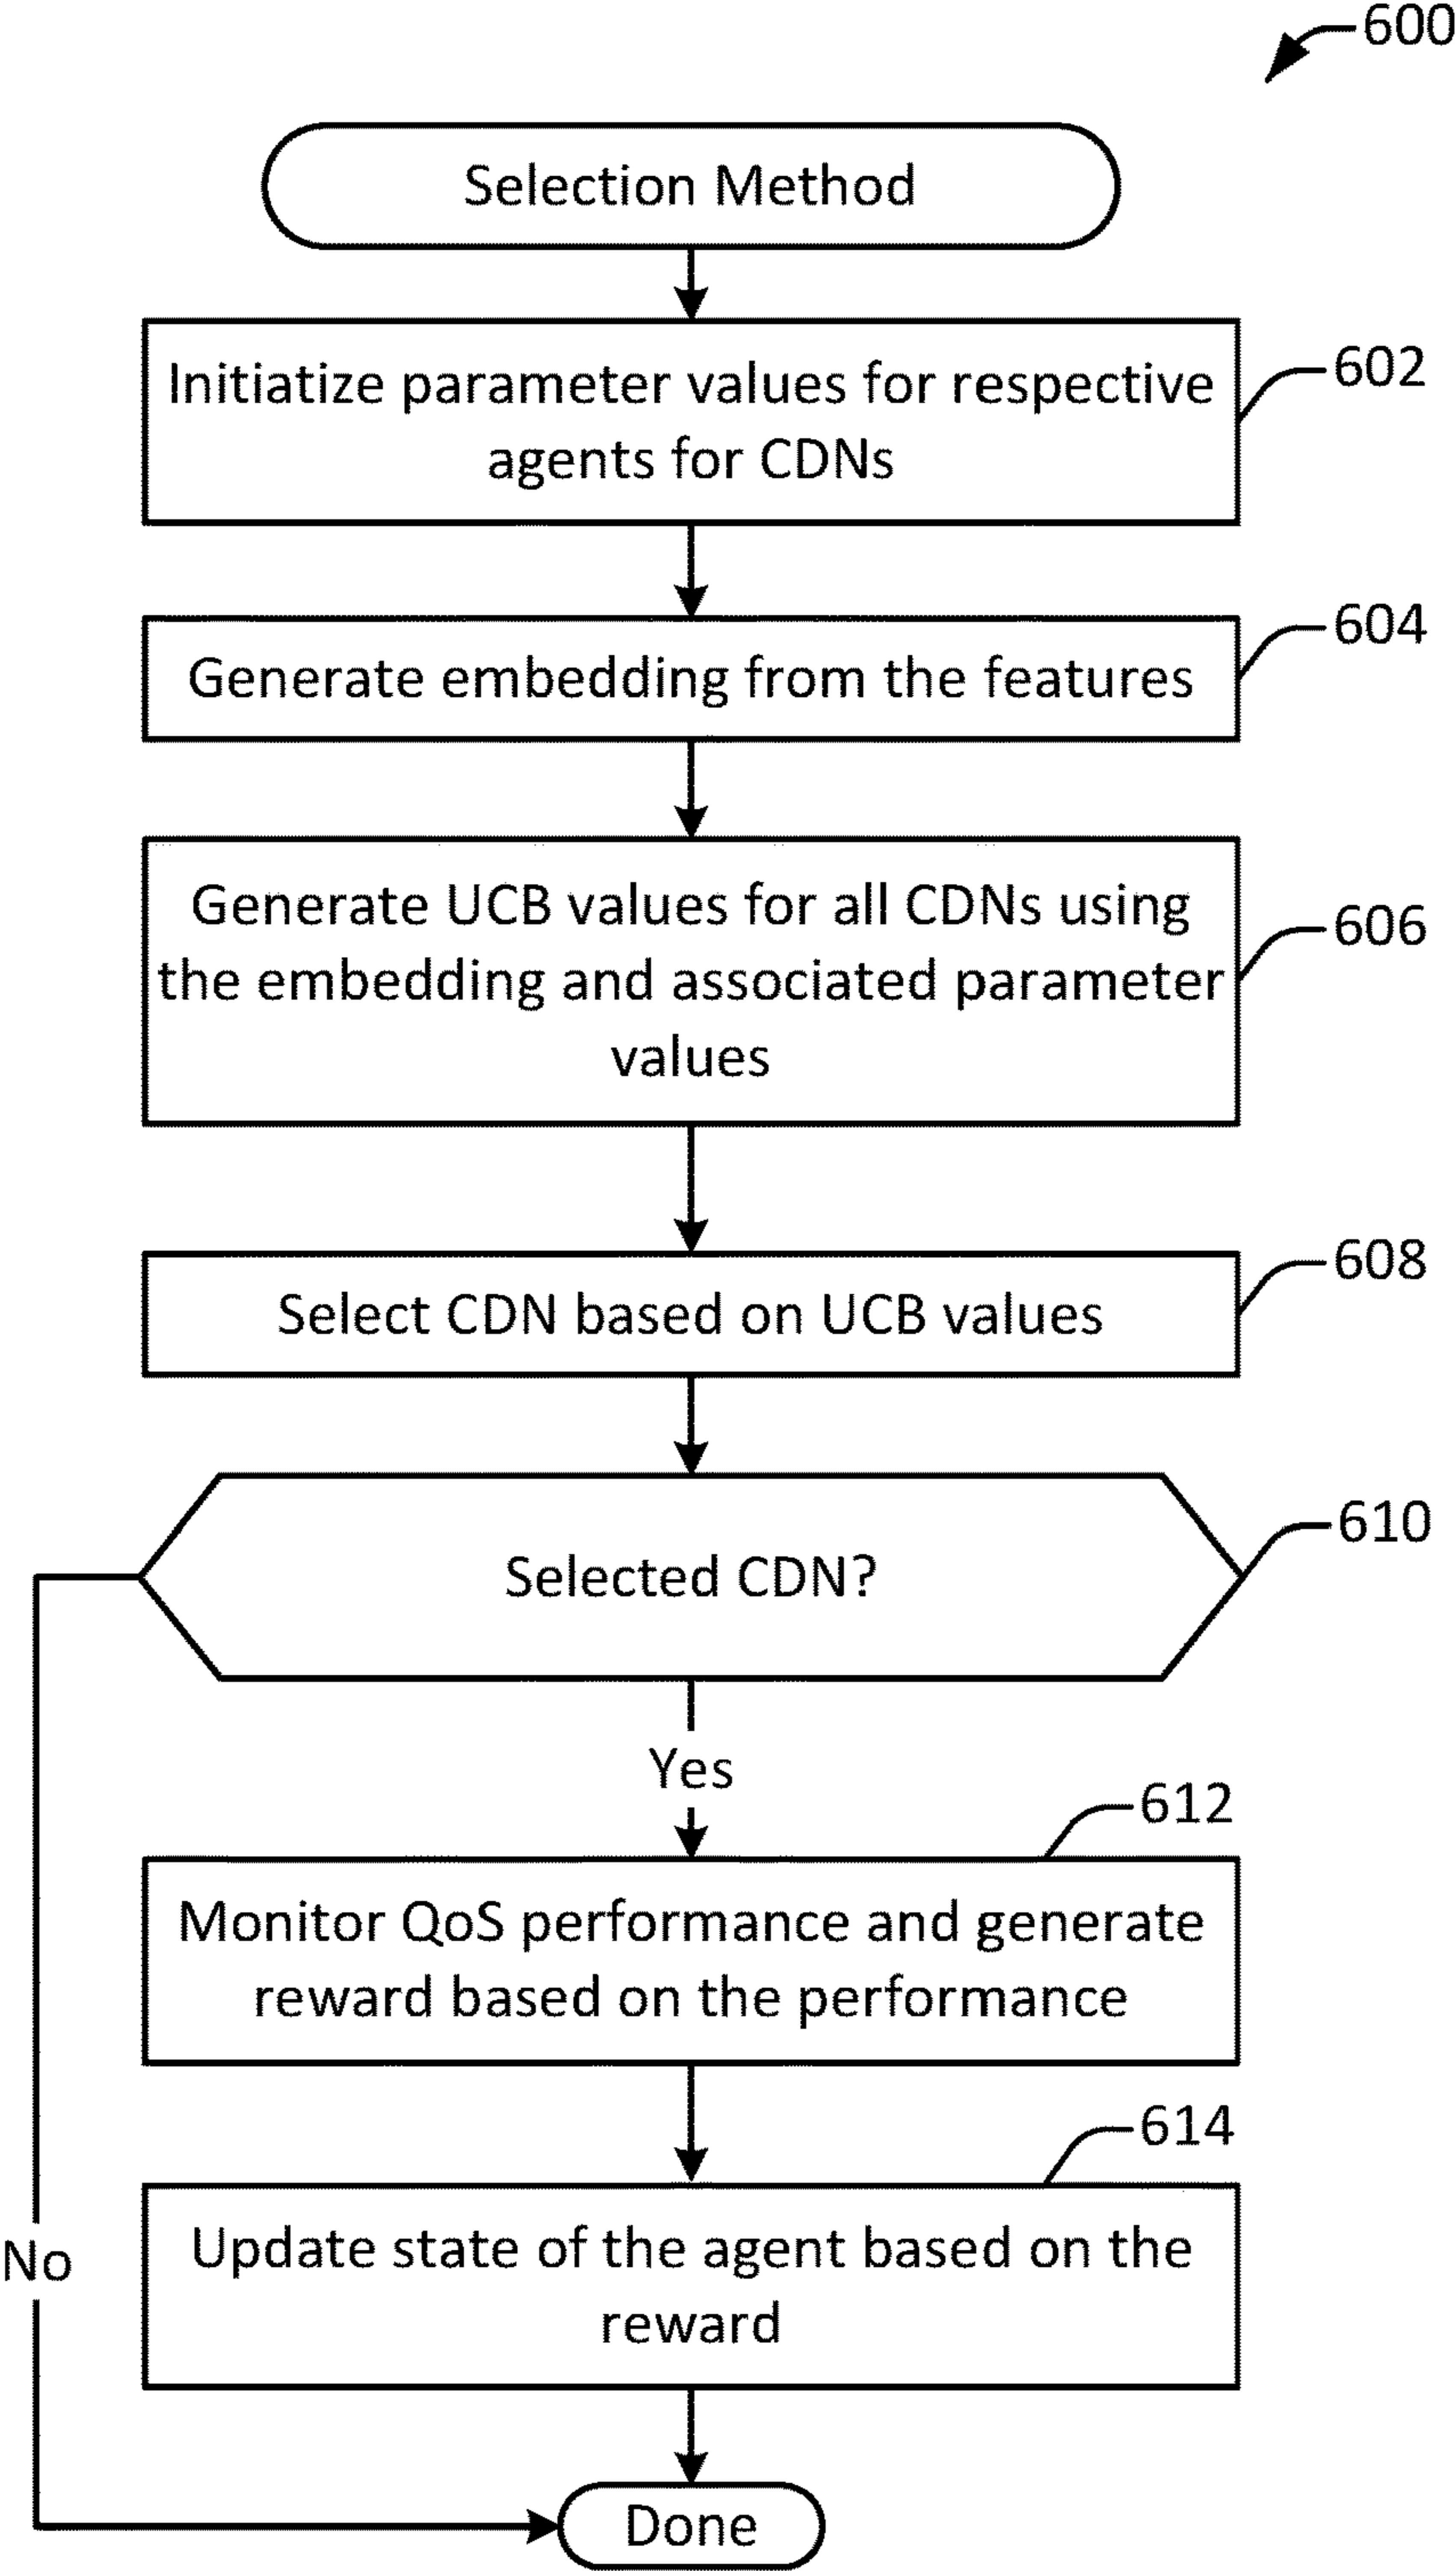 600
Selection Method
Initiatize parameter values for respective
agents for CDNs
602
Generate embedding from the features
604
Generate UCB values for all CDNs using
the embedding and associated parameter
values
606
Select CDN based on UCB values
608
Selected CDN?
610
Yes
612
Monitor QoS performance and generate
reward based on the performance
614
Update state of the agent based on the
reward
No
Done